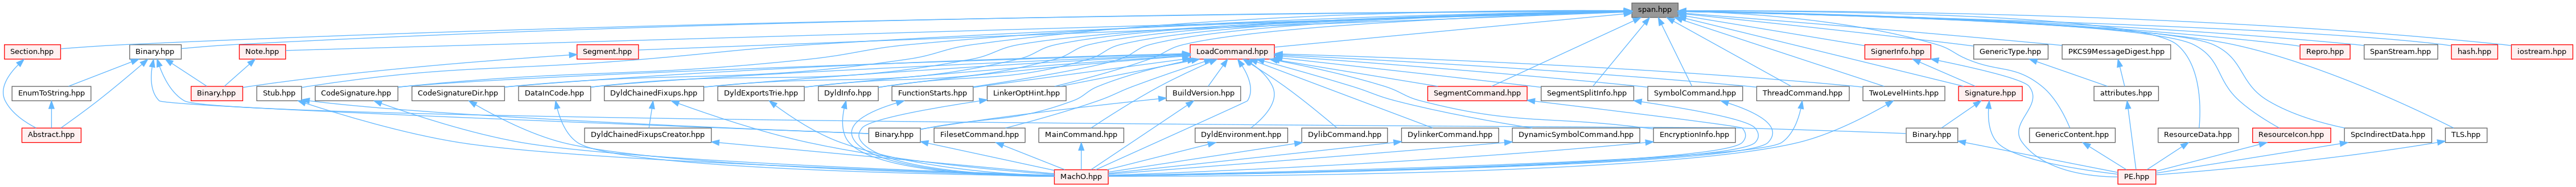 span.hpp
Section.hpp
Binary.hpp
Note.hpp
Segment.hpp
LoadCommand.hpp
SignerInfo.hpp
GenericType.hpp
PKCS9MessageDigest.hpp
Repro.hpp
SpanStream.hpp
hash.hpp
iostream.hpp
EnumToString.hpp
Binary.hpp
Stub.hpp
CodeSignature.hpp
CodeSignatureDir.hpp
DataInCode.hpp
DyldChainedFixups.hpp
DyldExportsTrie.hpp
DyldInfo.hpp
FunctionStarts.hpp
LinkerOptHint.hpp
BuildVersion.hpp
SegmentCommand.hpp
SegmentSplitInfo.hpp
SymbolCommand.hpp
ThreadCommand.hpp
TwoLevelHints.hpp
Signature.hpp
attributes.hpp
Abstract.hpp
DyldChainedFixupsCreator.hpp
Binary.hpp
FilesetCommand.hpp
MainCommand.hpp
DyldEnvironment.hpp
DylibCommand.hpp
DylinkerCommand.hpp
DynamicSymbolCommand.hpp
EncryptionInfo.hpp
Binary.hpp
GenericContent.hpp
ResourceData.hpp
ResourceIcon.hpp
SpcIndirectData.hpp
TLS.hpp
MachO.hpp
PE.hpp